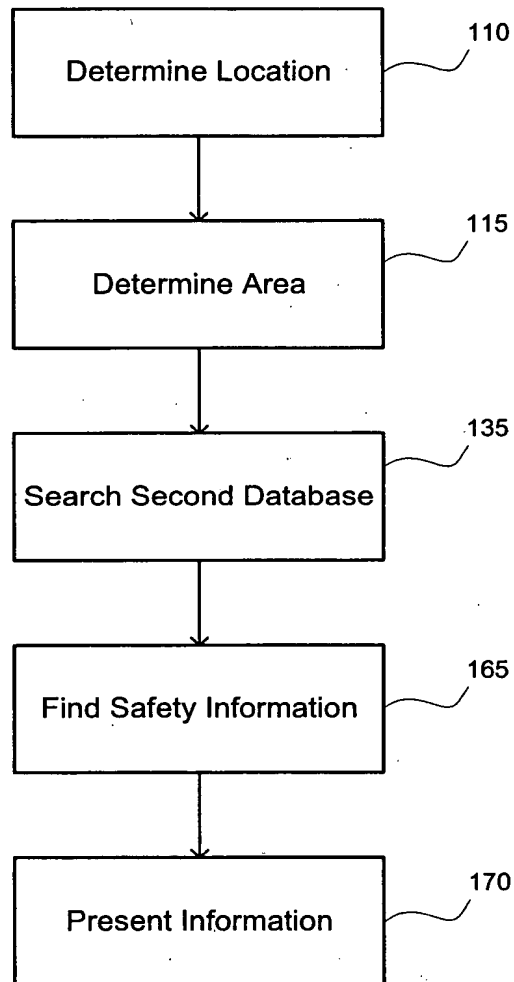 110
Determine Location
115
Determine Area
135
Search Second Database
165
Find Safety Information
170
Present Information